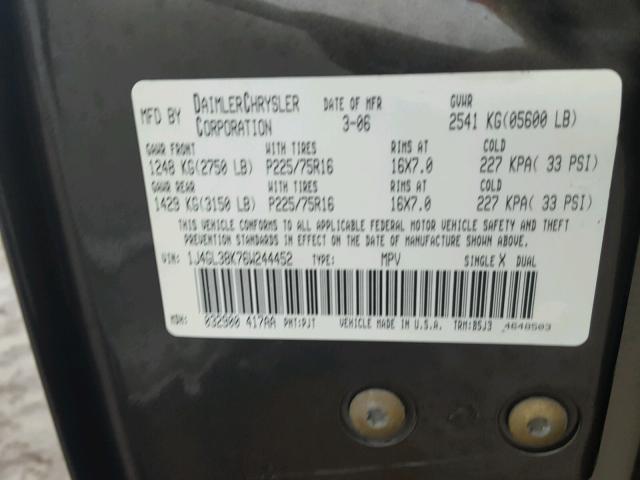 MFD BY DAIMLERCHRYSLER CORPORATION DATE OF MFR 3-06 GVWR 2541 KG(05600 LB)
GAWR FRONT WITH TIRES RIMS AT COLD
1248 KG(2750 LB) P225/75R16 16X7.0 227 KPA( 33 PSI)
GAWR REAR WITH TIRES RIMS AT COLD
1429 KG(3150 LB) P225/75R16 16X7.0 227 KPA( 33 PSI)
THIS VEHICLE CONFORMS TO ALL APPLICABLE FEDERAL MOTOR VEHICLE SAFETY AND THEFT
PREVENTION STANDARDS IN EFFECT ON THE DATE OF MANUFACTURE SHOWN ABOVE.
VIN: 1J4GL38K76W244452 TYPE: MPV SINGLE X DUAL
MDH: 032900 417AA PNT:PJT VEHICLE MADE IN U.S.A. TRM:BSJ3 4648503